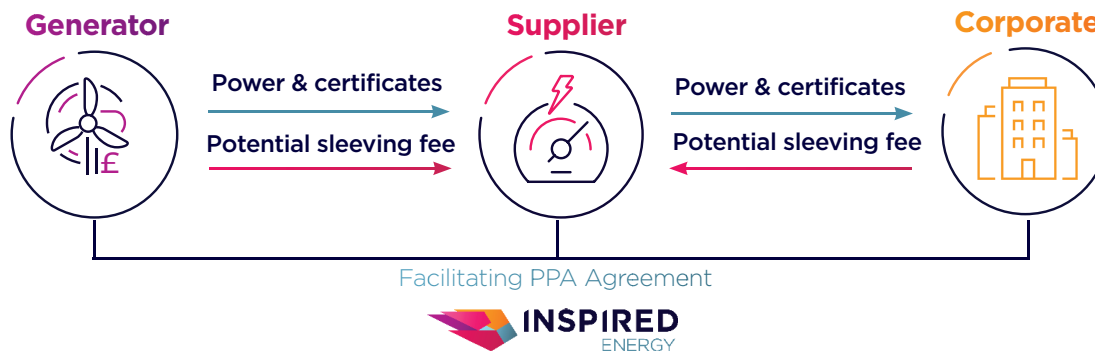 Generator
Supplier
Corporate
Power & certificates
Power & certificates
Potential sleeving fee
Potential sleeving fee
£
Facilitating PPA Agreement
INSPIRED
ENERGY